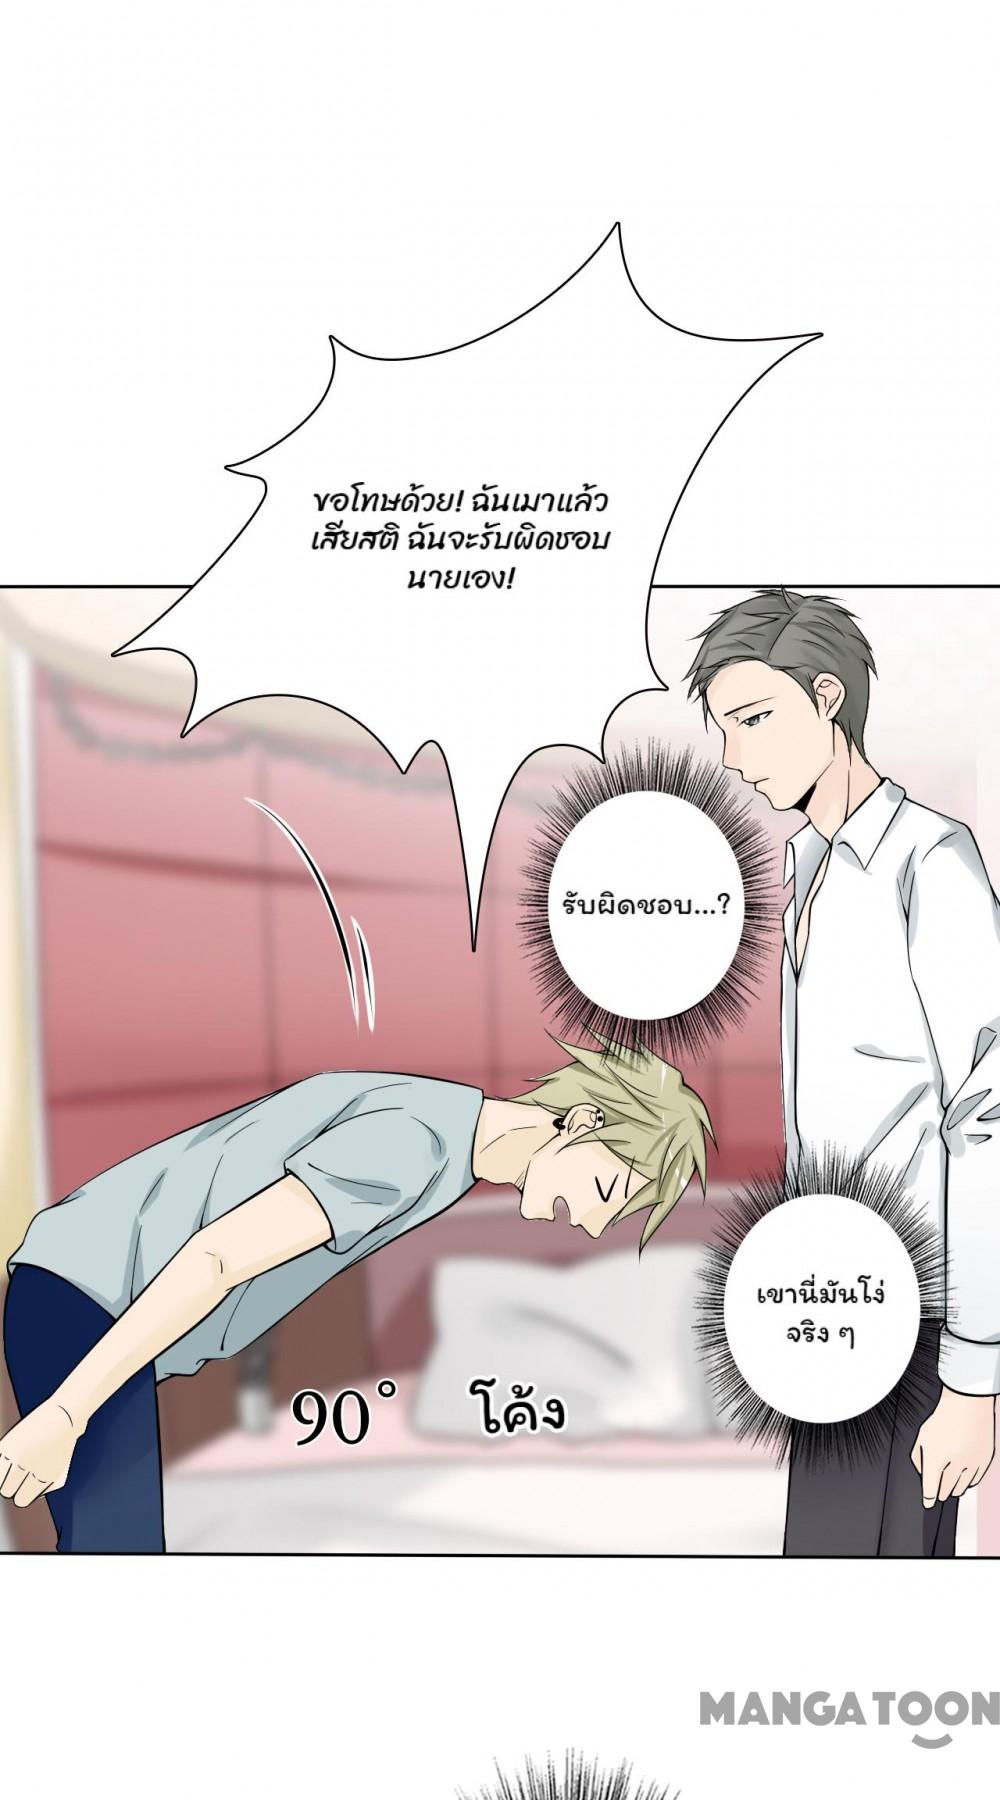 ขอโทษด้วย! ฉันเมาแล้ว
เสียสติ ฉันจะรับผิดชอบ
นายเอง!
รับผิดชอบ...?
เขานี่มันโง่
จริง ๆ
90° โค้ง
MANGATOON